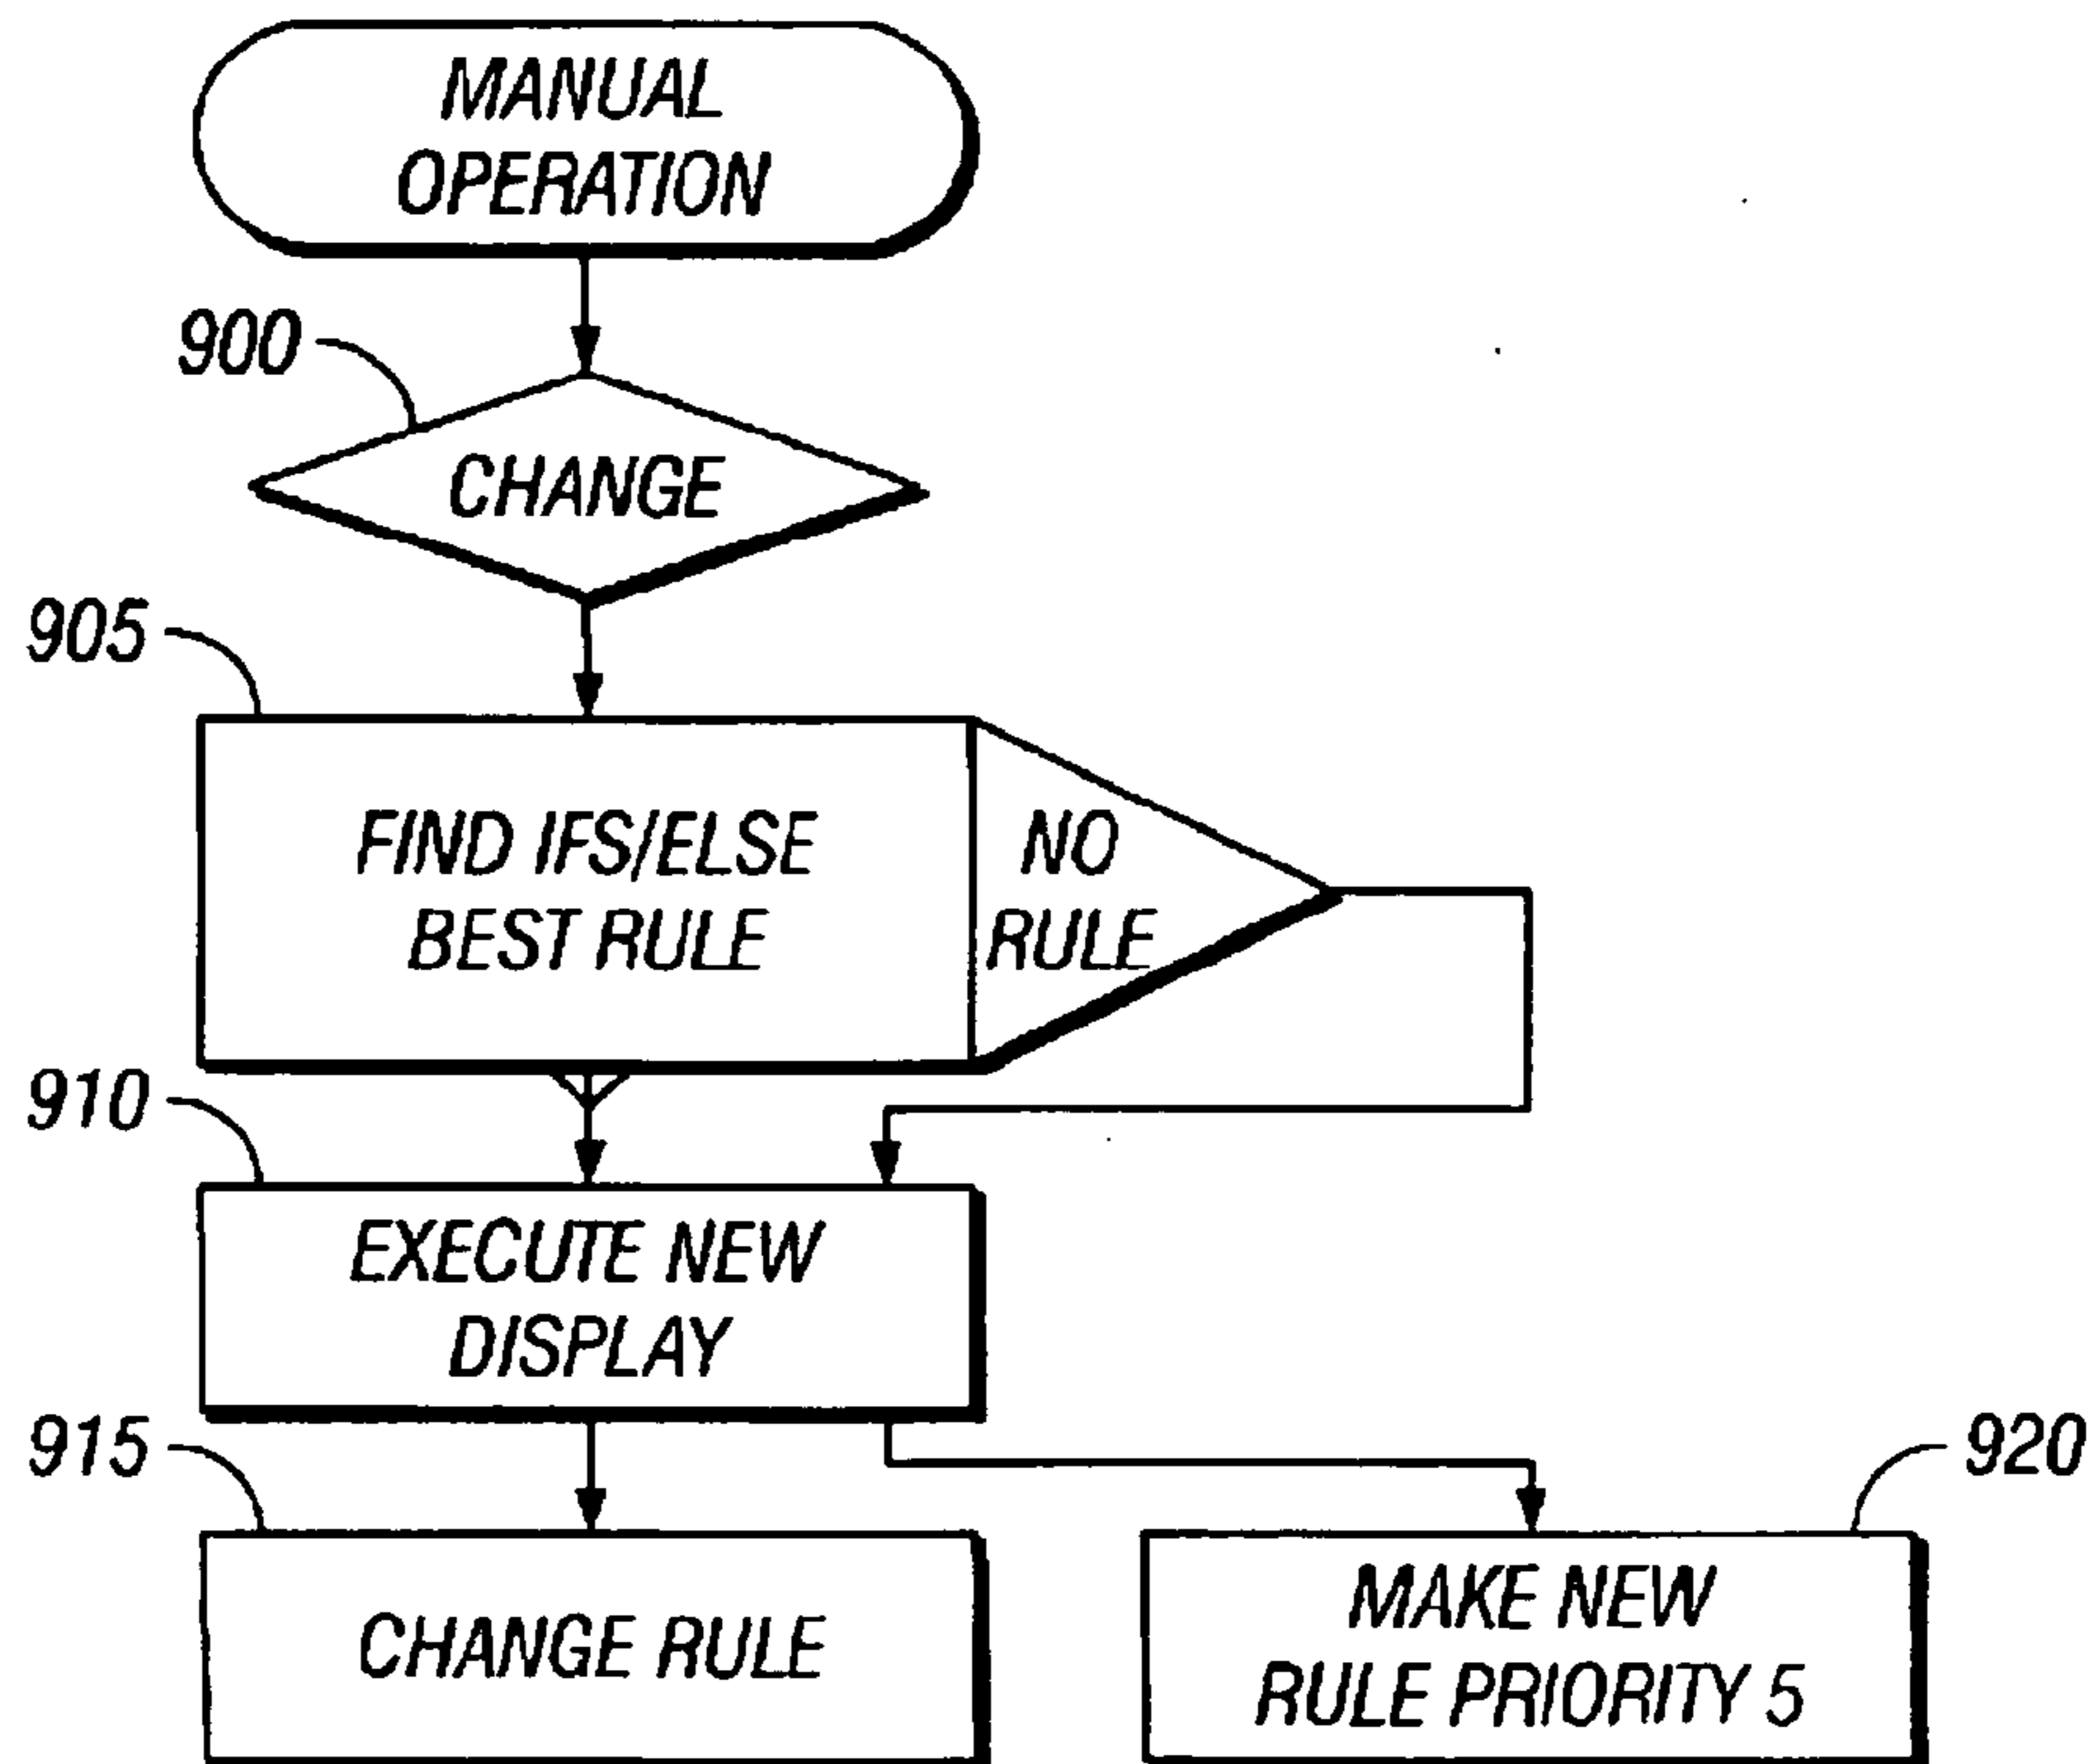 MANUAL
OPERATION
900
CHANGE
905
FIND IFS/ELSE
BEST RULE
NO
RULE
910
EXECUTE NEW
DISPLAY
915
CHANGE RULE
920
MAKE NEW
RULE PRIORITY 5